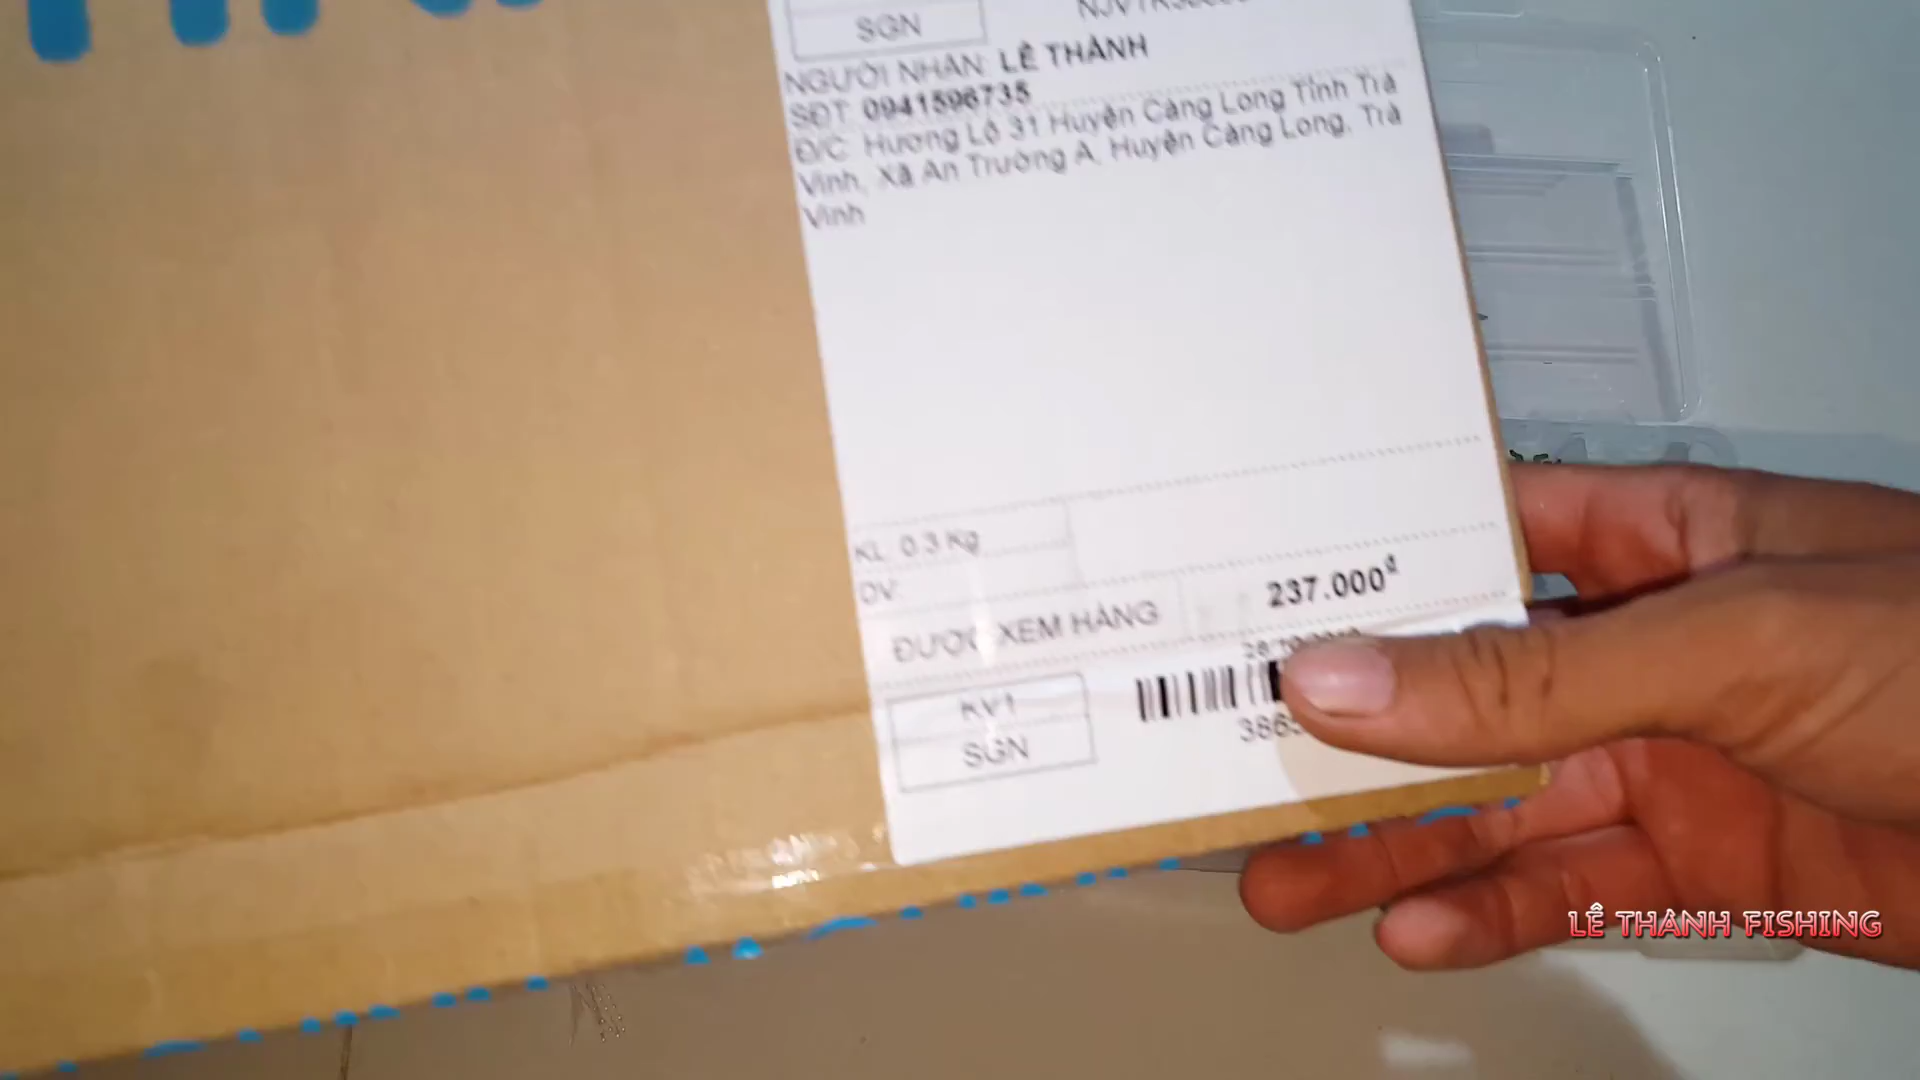 SGN
NGƯỜI NHẬN: LÊ THÀNH
SĐT: 0941596735
Đ/C: Hương Lộ 31 Huyện Càng Long Tỉnh Trà
Vinh, Xã An Trường A, Huyện Càng Long, Trà
Vinh
KL: 0.3 Kg
DV:
237.000đ
ĐƯỢC XEM HÀNG
KV1
SGN
LÊ THÀNH FISHING